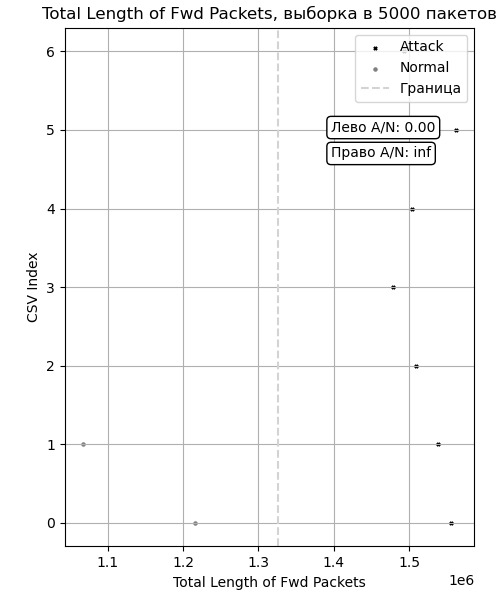 Total Length of Fwd Packets, выборка в 5000 пакетов
Attack
Normal
Граница
Лево A/N: 0.00
Право A/N: inf
CSV Index
6
5
4
3
2
1
0
1.1
1.2
1.3
1.4
1.5
1e6
Total Length of Fwd Packets